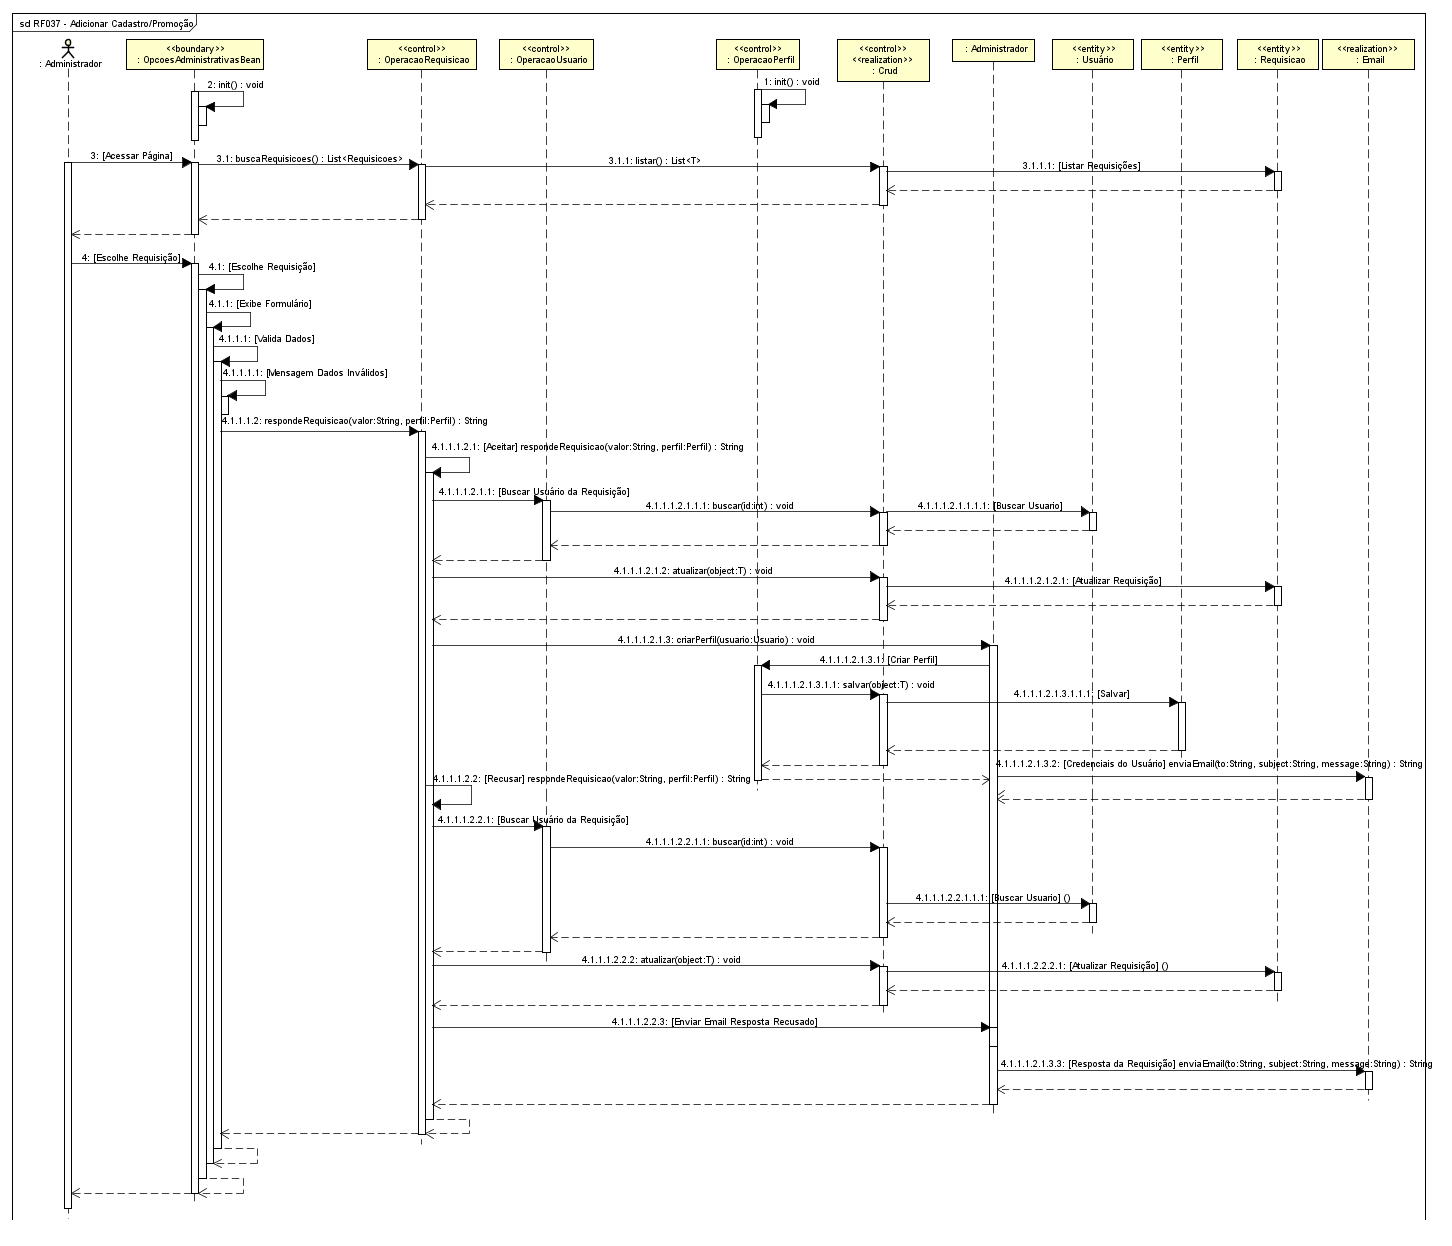 sd RF037 - Adicionar Cadastro/Promoção
: Administrador
<<boundary>>
: OpcoesAdministrativasBean
<<control>>
: OperacaoRequisicao
<<control>>
: OperacaoUsuario
<<control>>
: OperacaoPerfil
<<control>>
<<realization>>
: Crud
: Administrador
<<entity>>
: Usuário
<<entity>>
: Perfil
<<entity>>
: Requisicao
<<realization>>
: Email
2: init() : void
1: init() : void
3: [Acessar Página]
3.1: buscaRequisicoes() : List<Requisicoes>
3.1.1: listar() : List<T>
3.1.1.1: [Listar Requisições]
4: [Escolhe Requisição]
4.1: [Escolhe Requisição]
4.1.1: [Exibe Formulário]
4.1.1.1: [Valida Dados]
4.1.1.1.1: [Mensagem Dados Inválidos]
4.1.1.1.2: respondeRequisicao(valor:String, perfil:Perfil) : String
4.1.1.1.2.1: [Aceitar] respondeRequisicao(valor:String, perfil:Perfil) : String
4.1.1.1.2.1.1: [Buscar Usuário da Requisição]
4.1.1.1.2.1.1.1: buscar(id:int) : void
4.1.1.1.2.1.1.1.1: [Buscar Usuario]
4.1.1.1.2.1.2: atualizar(object:T) : void
4.1.1.1.2.1.2.1: [Atualizar Requisição]
4.1.1.1.2.1.3: criarPerfil(usuario:Usuario) : void
4.1.1.1.2.1.3.1: [Criar Perfil]
4.1.1.1.2.1.3.1.1: salvar(object:T) : void
4.1.1.1.2.1.3.1.1.1: [Salvar]
4.1.1.1.2.1.3.2: [Credenciais do Usuário] enviaEmail(to:String, subject:String, message:String) : String
4.1.1.1.2.2: [Recusar] respondeRequisicao(valor:String, perfil:Perfil) : String
4.1.1.1.2.2.1: [Buscar Usuário da Requisição]
4.1.1.1.2.2.1.1: buscar(id:int) : void
4.1.1.1.2.2.1.1.1: [Buscar Usuario] ()
4.1.1.1.2.2.2: atualizar(object:T) : void
4.1.1.1.2.2.2.1: [Atualizar Requisição] ()
4.1.1.1.2.2.3: [Enviar Email Resposta Recusado]
4.1.1.1.2.1.3.3: [Resposta da Requisição] enviaEmail(to:String, subject:String, message:String) : String